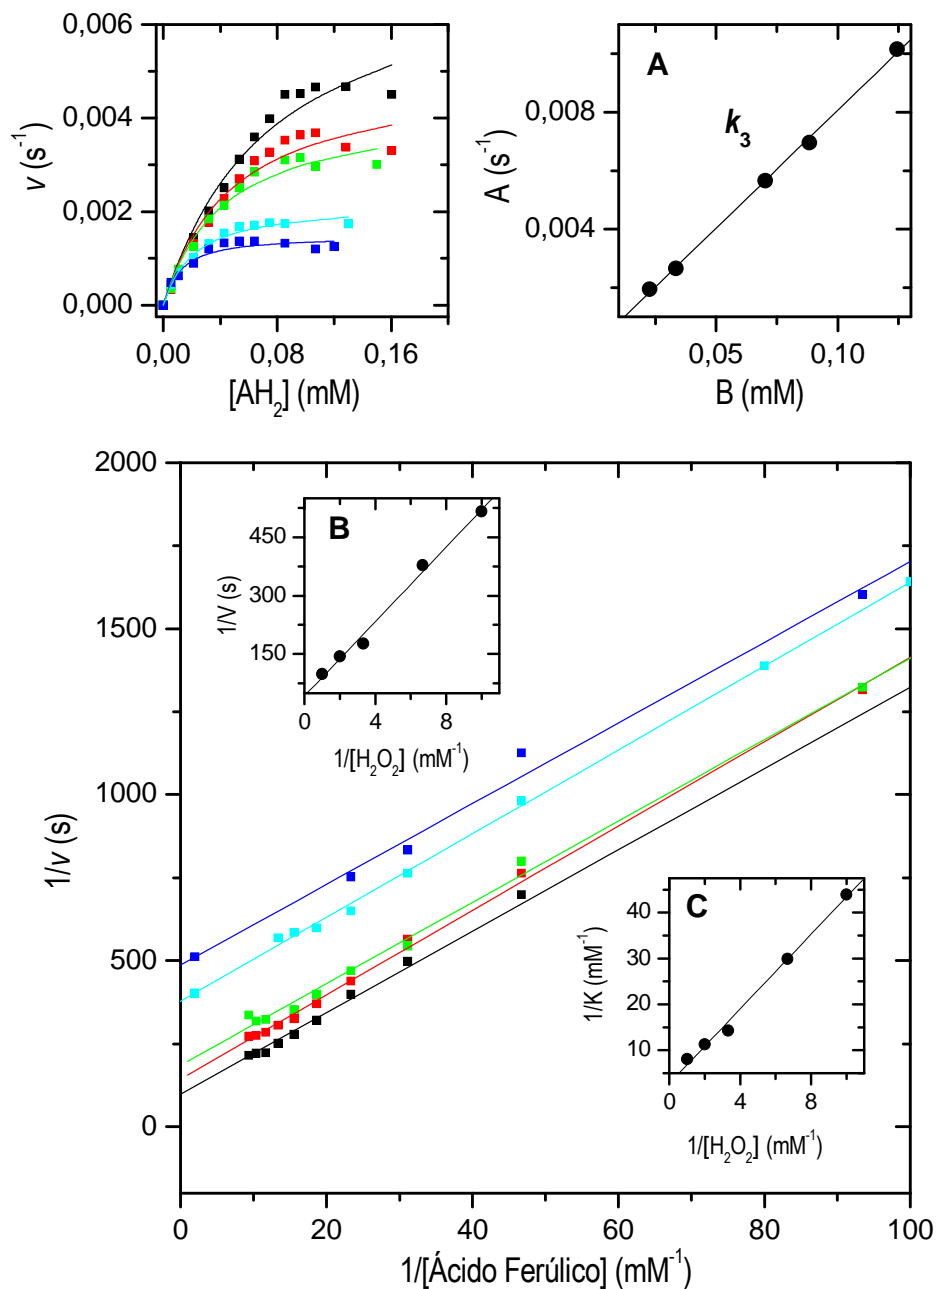 0,006
0,004
0,002
0,000
v (s⁻¹)
0,00
0,08
0,16
[AH₂] (mM)
A
k₃
0,008
0,004
A (s⁻¹)
0,05
0,10
B (mM)
2000
1500
1000
500
0
1/v (s)
B
450
300
150
1/V (s)
0
4
8
1/[H₂O₂] (mM⁻¹)
C
40
30
20
10
1/K (mM⁻¹)
0
4
8
1/[H₂O₂] (mM⁻¹)
0
20
40
60
80
100
1/[Ácido Ferúlico] (mM⁻¹)